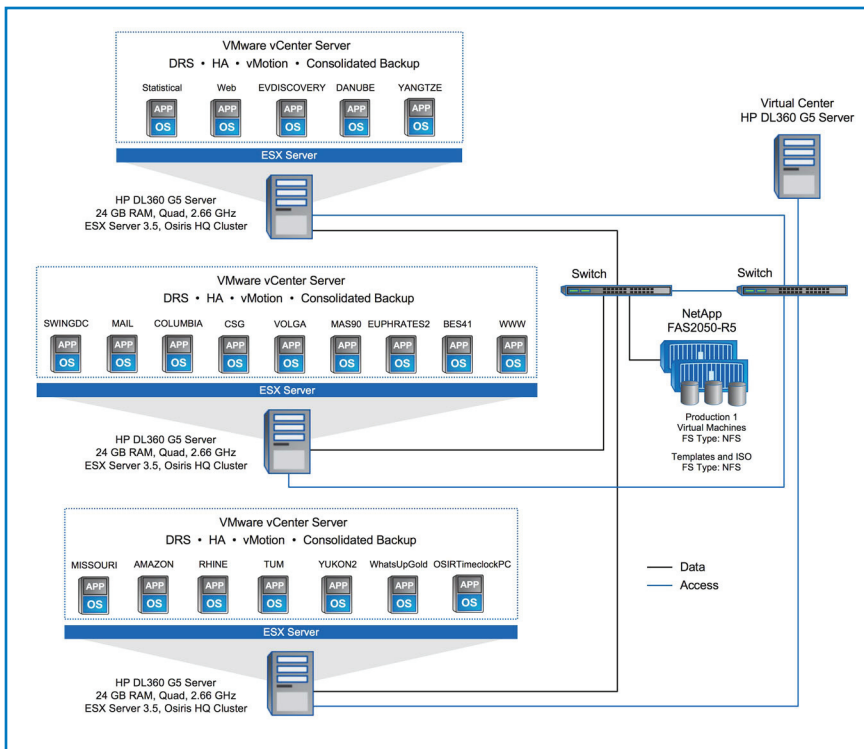 VMware vCenter Server
DRS • HA • vMotion • Consolidated Backup
Statistical Web EVDISCOVERY DANUBE YANGTZE
APP APP APP APP APP
OS OS OS OS OS
ESX Server
HP DL360 G5 Server
24 GB RAM, Quad, 2.66 GHz
ESX Server 3.5, Osiris HQ Cluster
Virtual Center
HP DL360 G5 Server
VMware vCenter Server
DRS • HA • vMotion • Consolidated Backup
SWINGDC MAIL COLUMBIA CSG VOLGA MAS90 EUPHRATES2 BES41 WWW
APP APP APP APP APP APP APP APP APP
OS OS OS OS OS OS OS OS OS
ESX Server
HP DL360 G5 Server
24 GB RAM, Quad, 2.66 GHz
ESX Server 3.5, Osiris HQ Cluster
Switch
Switch
NetApp
FAS2050-R5
Production 1
Virtual Machines
FS Type: NFS
Templates and ISO
FS Type: NFS
VMware vCenter Server
DRS • HA • vMotion • Consolidated Backup
MISSOURI AMAZON RHINE TUM YUKON2 WhatsUpGold OSIRTimeclockPC
APP APP APP APP APP APP APP
OS OS OS OS OS OS OS
ESX Server
HP DL360 G5 Server
24 GB RAM, Quad, 2.66 GHz
ESX Server 3.5, Osiris HQ Cluster
Data
Access